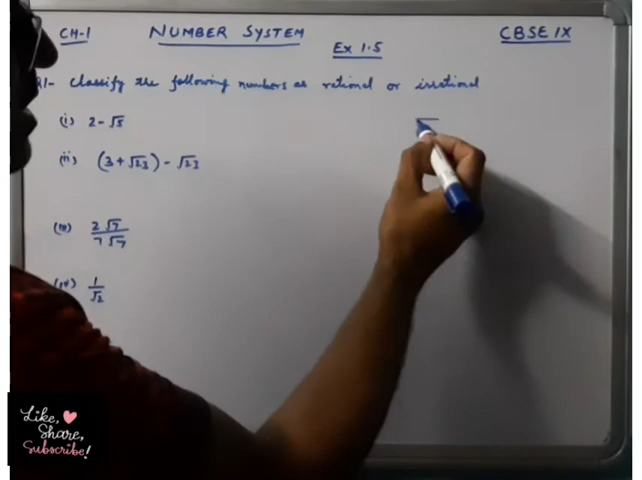 CH-1 NUMBER SYSTEM CBSE IX
Ex 1.5
Q1- Classify the following numbers as rational or irrational
(i) 2 - √5
(ii) (3 + √23) - √23
(iii) 2√7 / 7√7
(iv) 1 / √2
Like,
Share,
Subscribe!